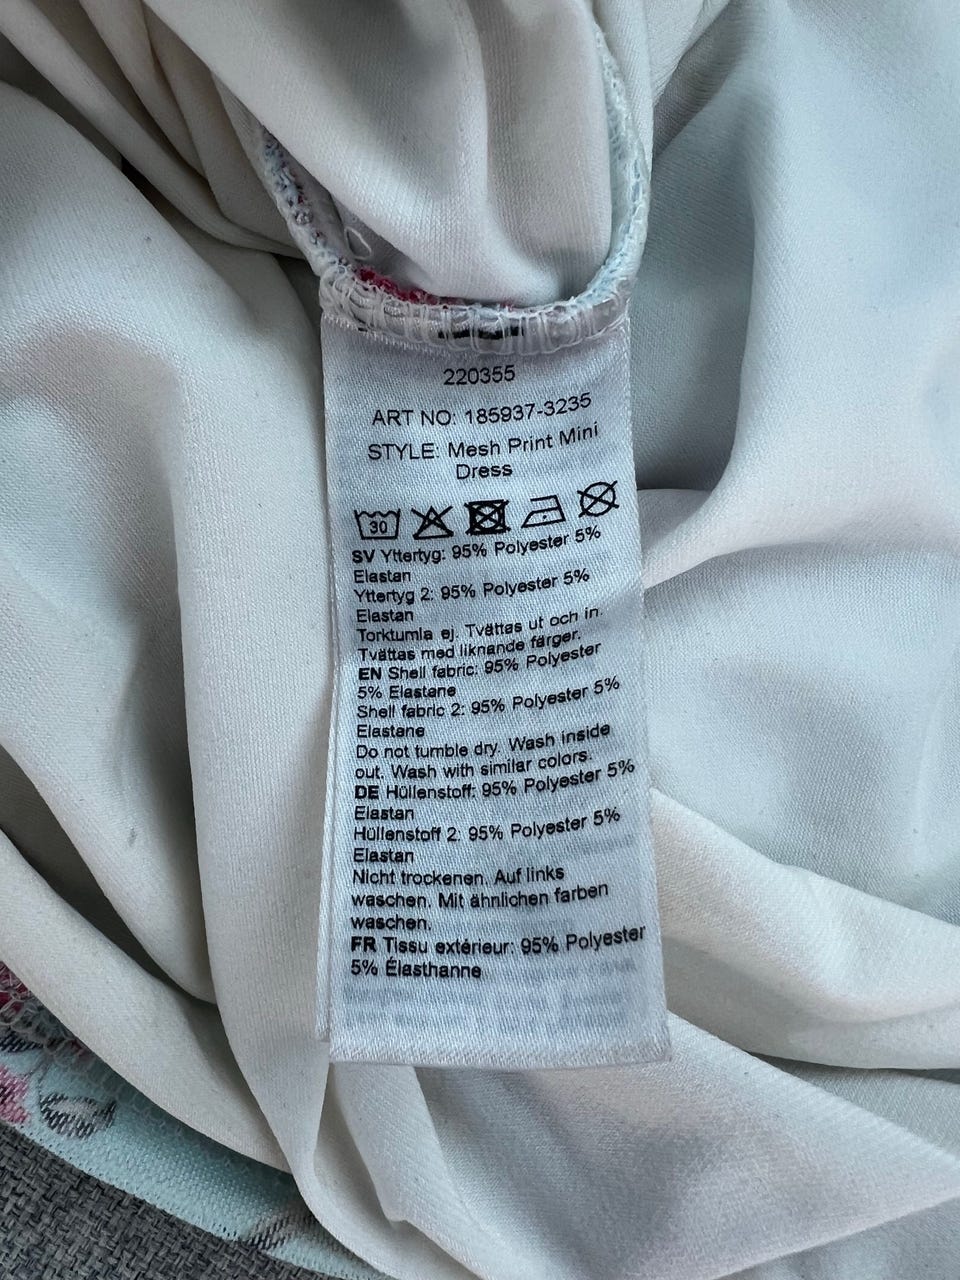 220355
ART NO: 185937-3235
STYLE: Mesh Print Mini
Dress
30
SV Yttertyg: 95% Polyester 5%
Elastan
Yttertyg 2: 95% Polyester 5%
Elastan
Torktumla ej. Tvättas ut och in.
Tvättas med liknande färger.
EN Shell fabric: 95% Polyester
5% Elastane
Shell fabric 2: 95% Polyester 5%
Elastane
Do not tumble dry. Wash inside
out. Wash with similar colors.
DE Hüllenstoff: 95% Polyester 5%
Elastan
Hüllenstoff 2: 95% Polyester 5%
Elastan
Nicht trockenen. Auf links
waschen. Mit ähnlichen farben
waschen.
FR Tissu extérieur: 95% Polyester
5% Élasthanne